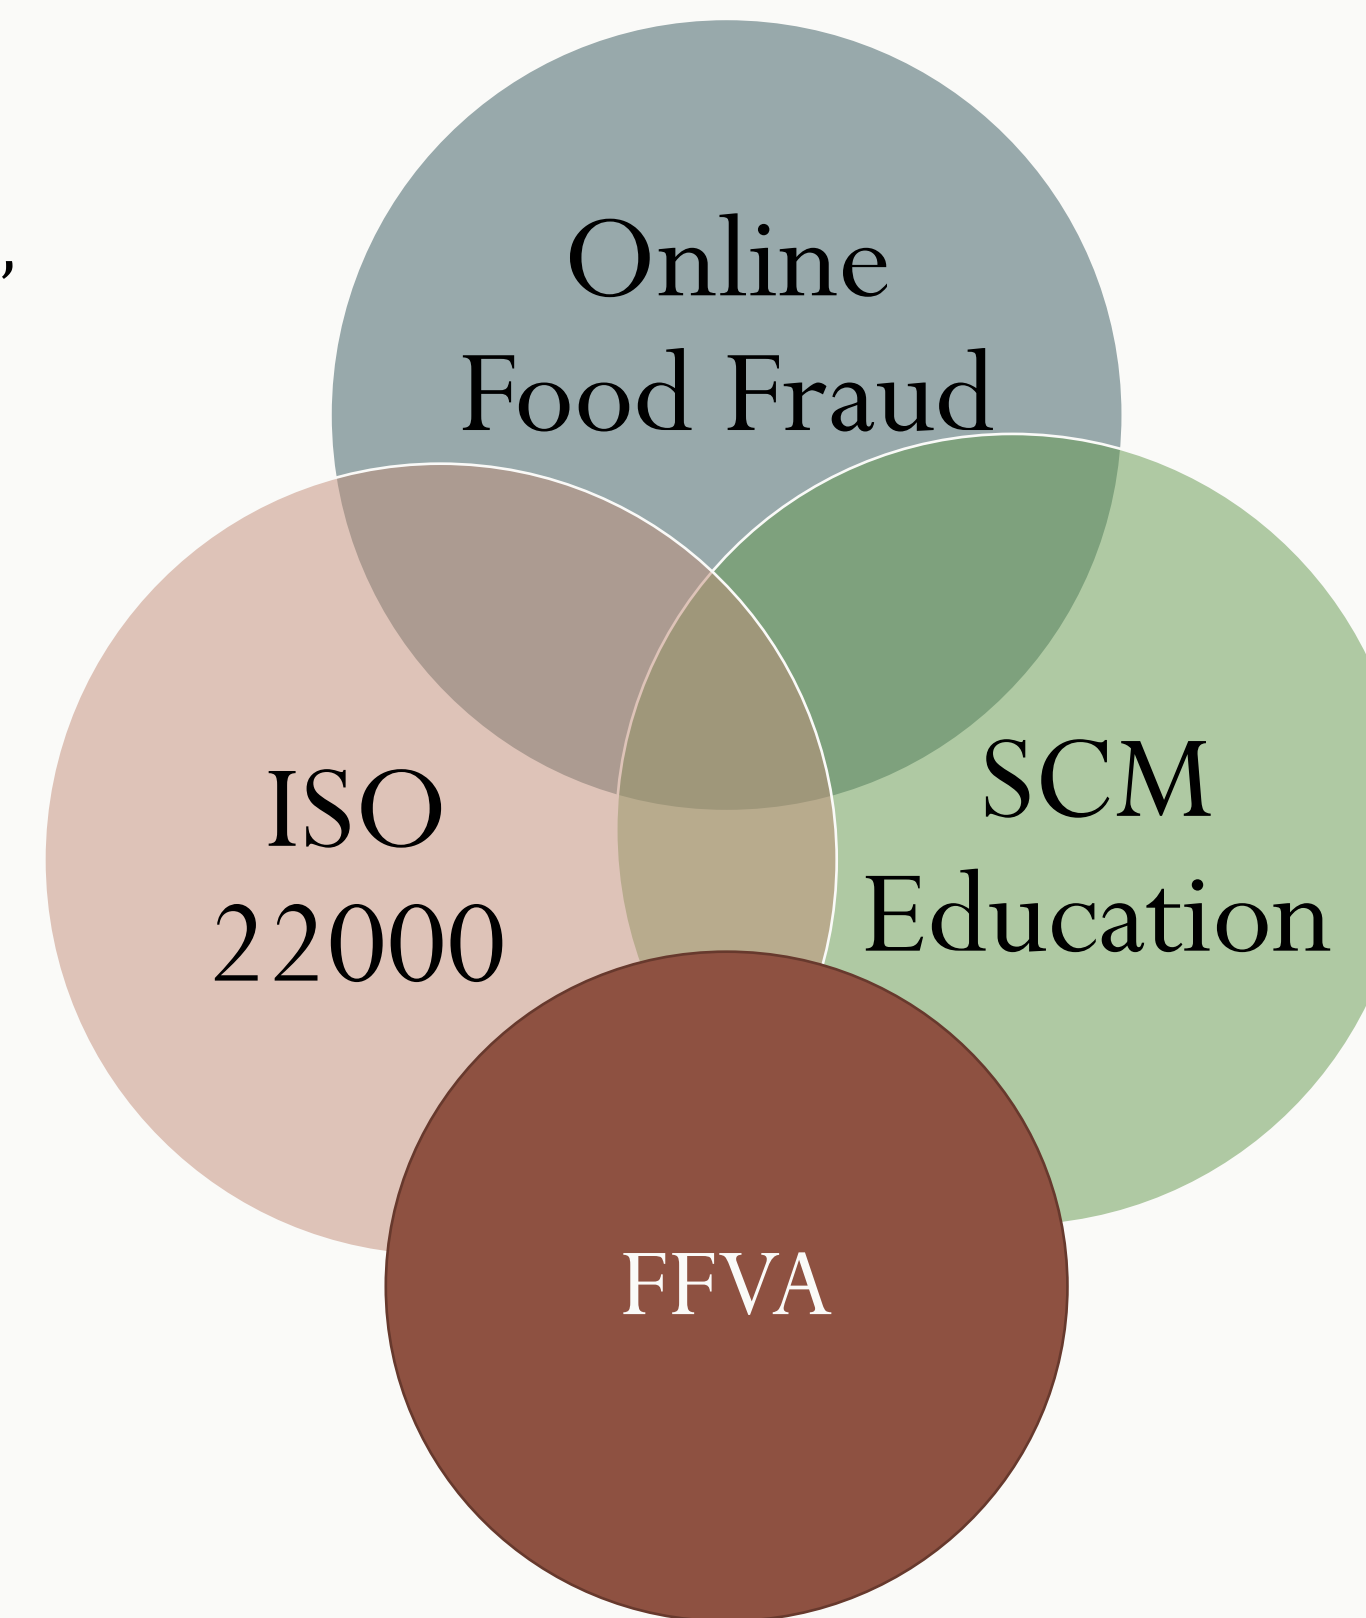 ,
Online
Food Fraud
ISO
22000
SCM
Education
FFVA